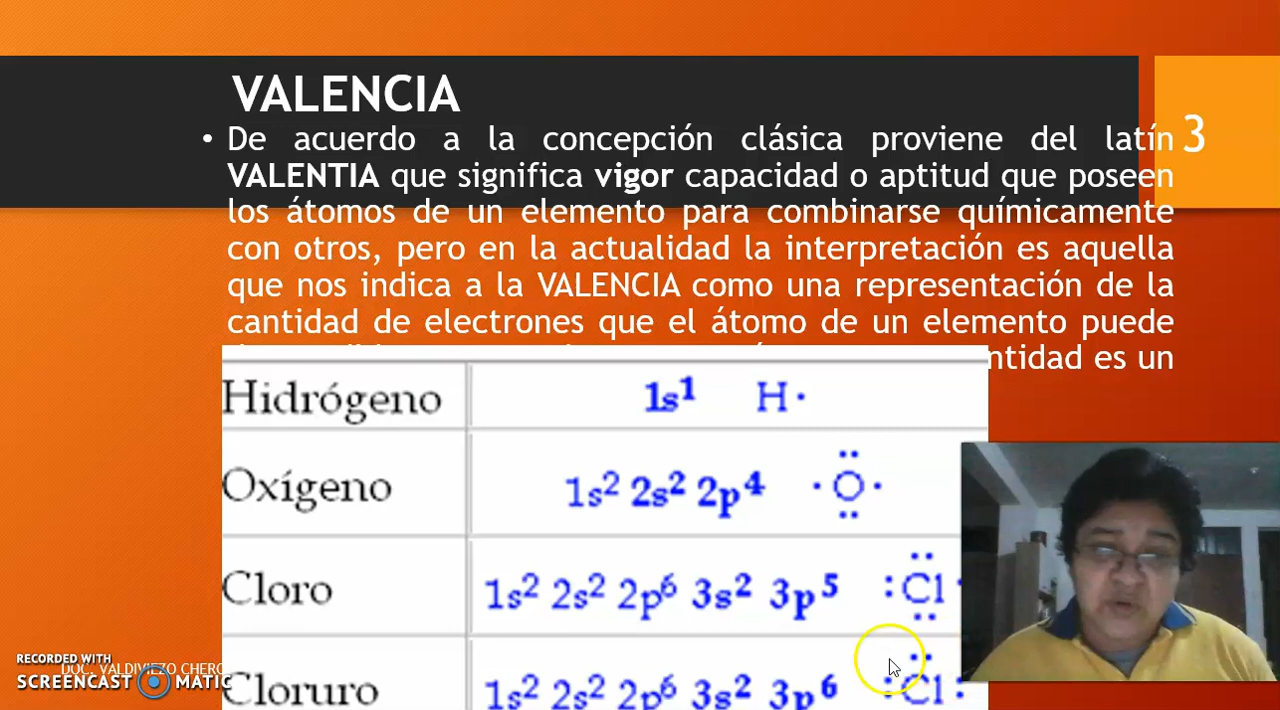 VALENCIA
• De acuerdo a la concepción clásica proviene del latín
3
VALENTIA que significa vigor capacidad o aptitud que poseen
los átomos de un elemento para combinarse químicamente
con otros, pero en la actualidad la interpretación es aquella
que nos indica a la VALENCIA como una representación de la
cantidad de electrones que el átomo de un elemento puede
es un
Hidrógeno 1s¹ H·
Oxígeno 1s² 2s² 2p⁴ ·O·
Cloro 1s² 2s² 2p⁶ 3s² 3p⁵ :Cl·
Cloruro 1s² 2s² 2p⁶ 3s² 3p⁶ :Cl:
RECORDED WITH
DOC. VALDIVIEZO
SCREENCAST MATIC